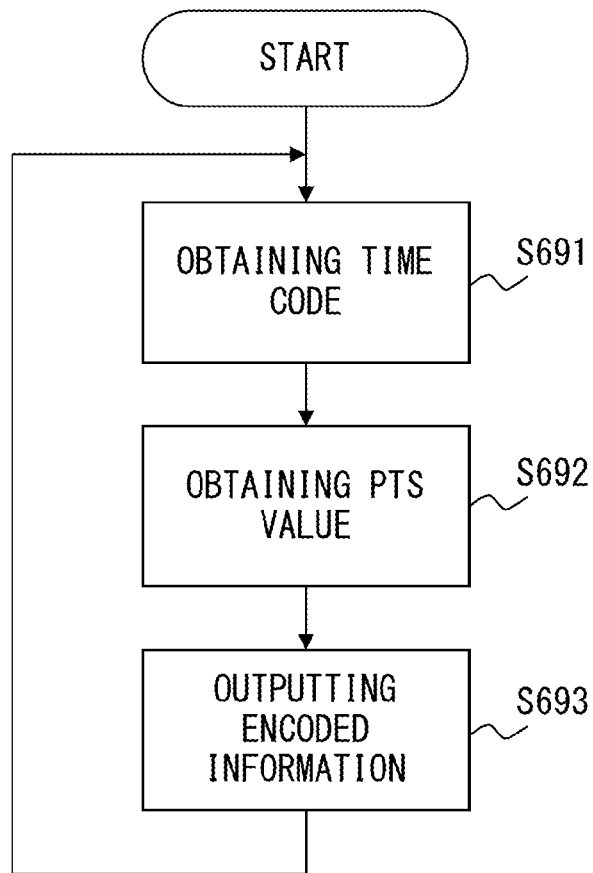 START
OBTAINING TIME
CODE
S691
OBTAINING PTS
VALUE
S692
OUTPUTTING
ENCODED
INFORMATION
S693